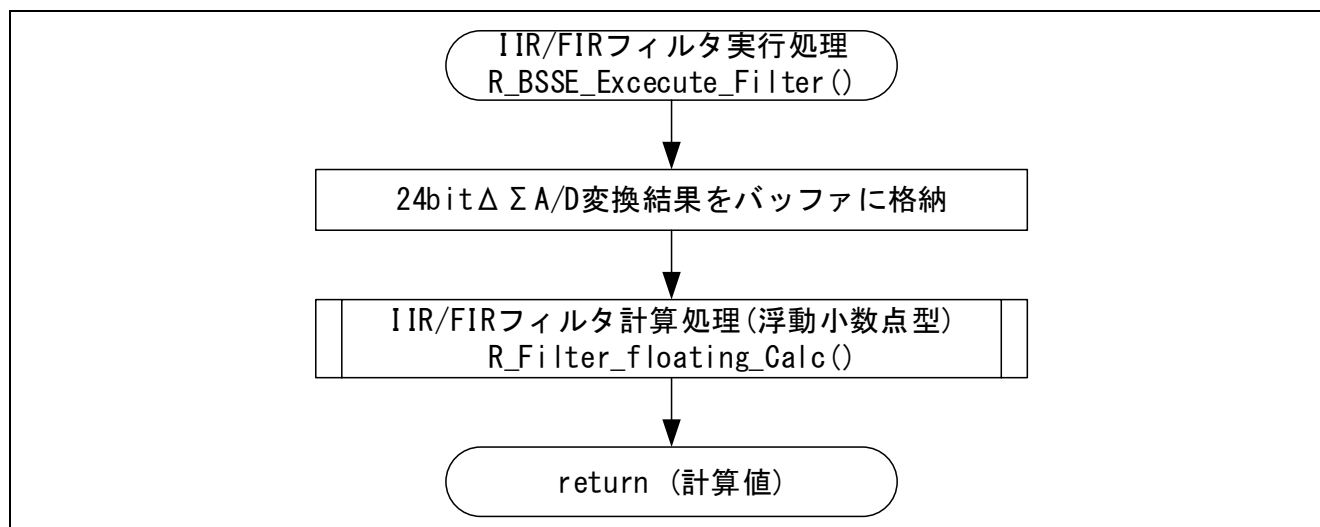 IIR/FIRフィルタ実行処理
R_BSSE_Excecute_Filter()
24bitΔΣA/D変換結果をバッファに格納
IIR/FIRフィルタ計算処理(浮動小数点型)
R_Filter_floating_Calc()
return (計算値)